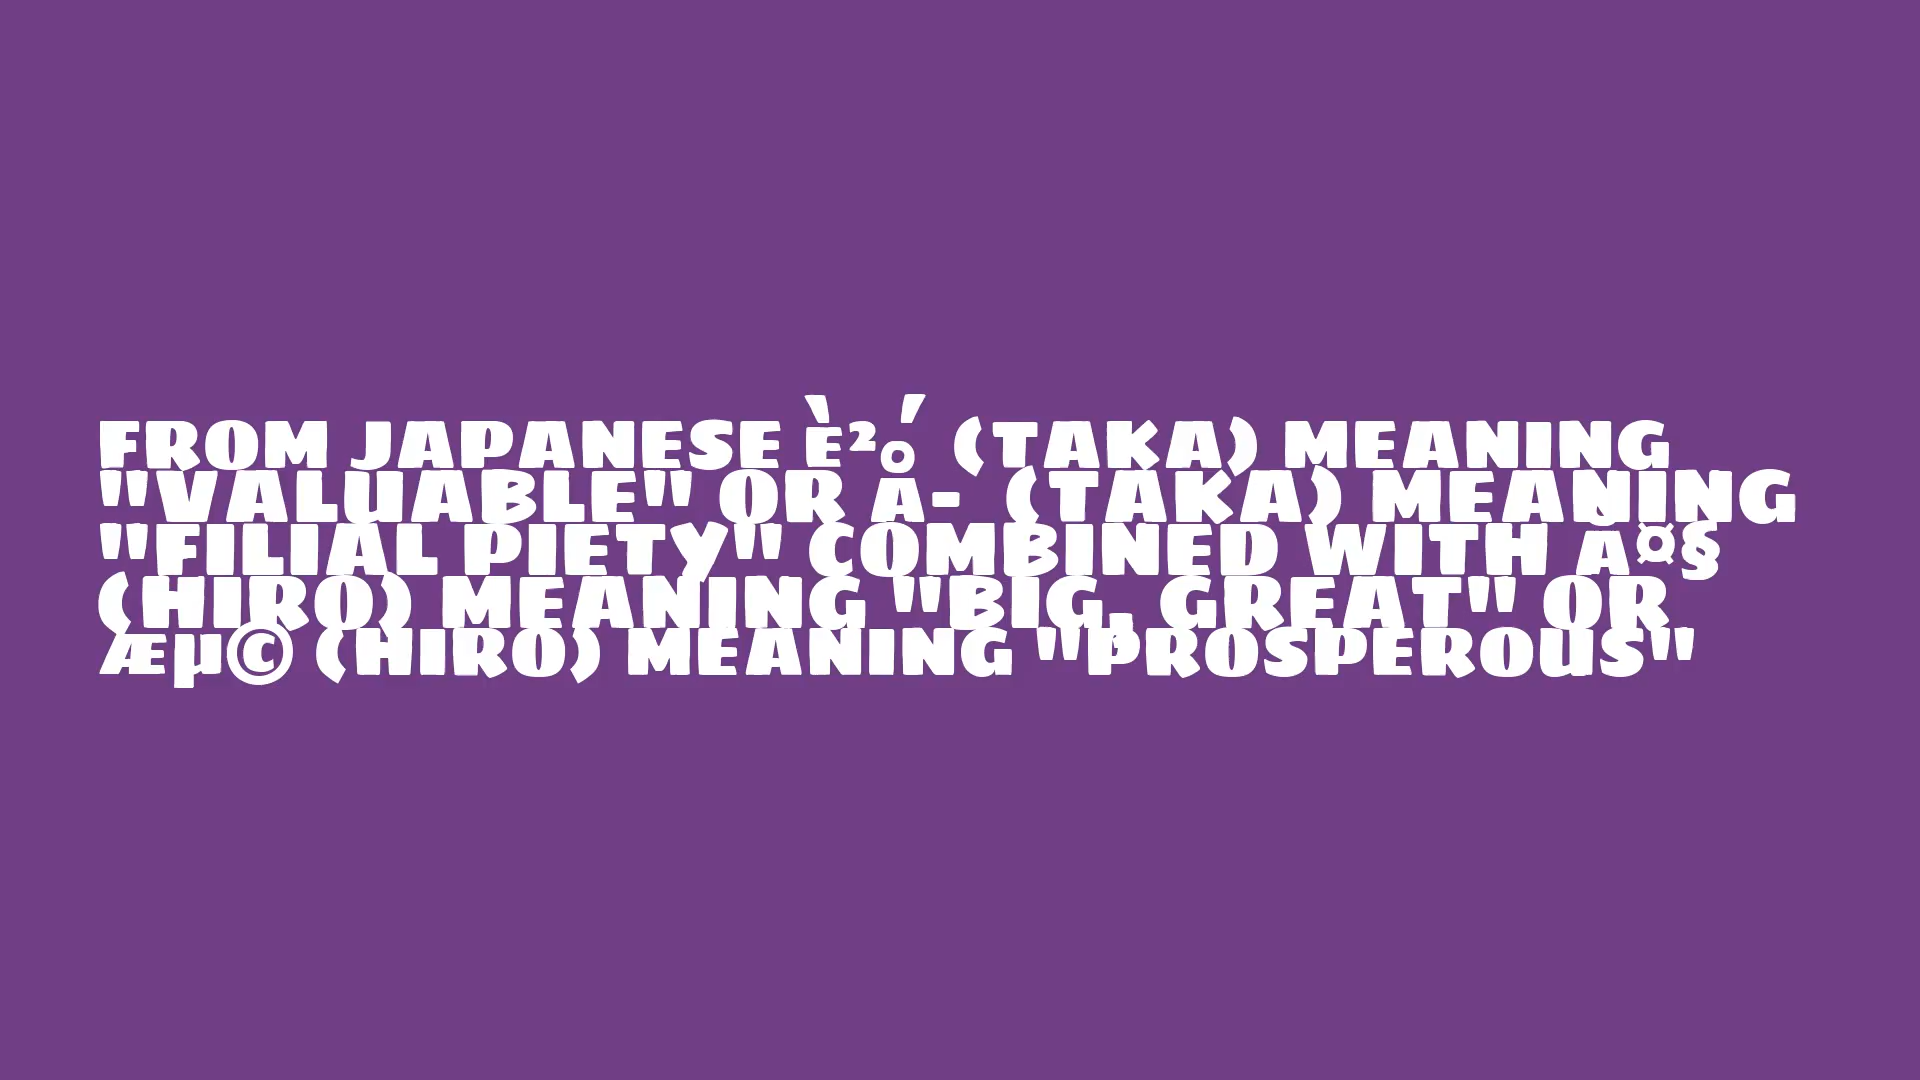 FROM JAPANESE È²´ (TAKA) MEANING
"VALUABLE" OR Å- (TAKA) MEANING
"FILIAL PIETY" COMBINED WITH Å¤§
(HIRO) MEANING "BIG, GREAT" OR
Æµ© (HIRO) MEANING "PROSPEROUS"